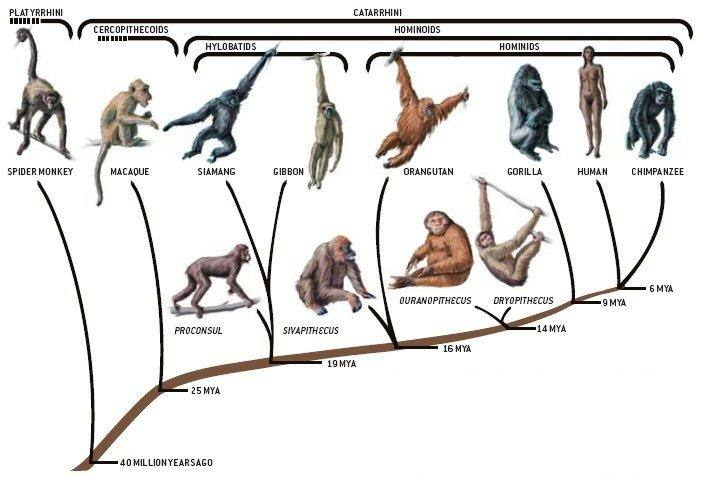 PLATYRRHINI
CATARRHINI
CERCOPITHECOIDS
HOMINOIDS
HYLOBATIDS
HOMINIDS
SPIDER MONKEY
MACAQUE
SIAMANG
GIBBON
ORANGUTAN
GORILLA
HUMAN
CHIMPANZEE
PROCONSUL
SIVAPITHECUS
OURANOPITHECUS
DRYOPITHECUS
6 MYA
9 MYA
14 MYA
16 MYA
19 MYA
25 MYA
40 MILLION YEARS AGO